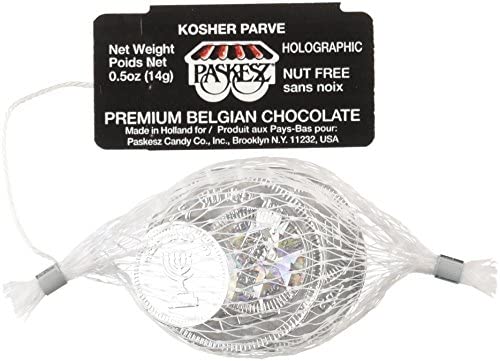 KOSHER PARVE
Net Weight
Poids Net
0.5oz (14g)
PASKESZ
HOLOGRAPHIC
NUT FREE
sans noix
PREMIUM BELGIAN CHOCOLATE
Made in Holland for / Produit aux Pays-Bas pour:
Paskesz Candy Co., Inc., Brooklyn N.Y. 11232, USA